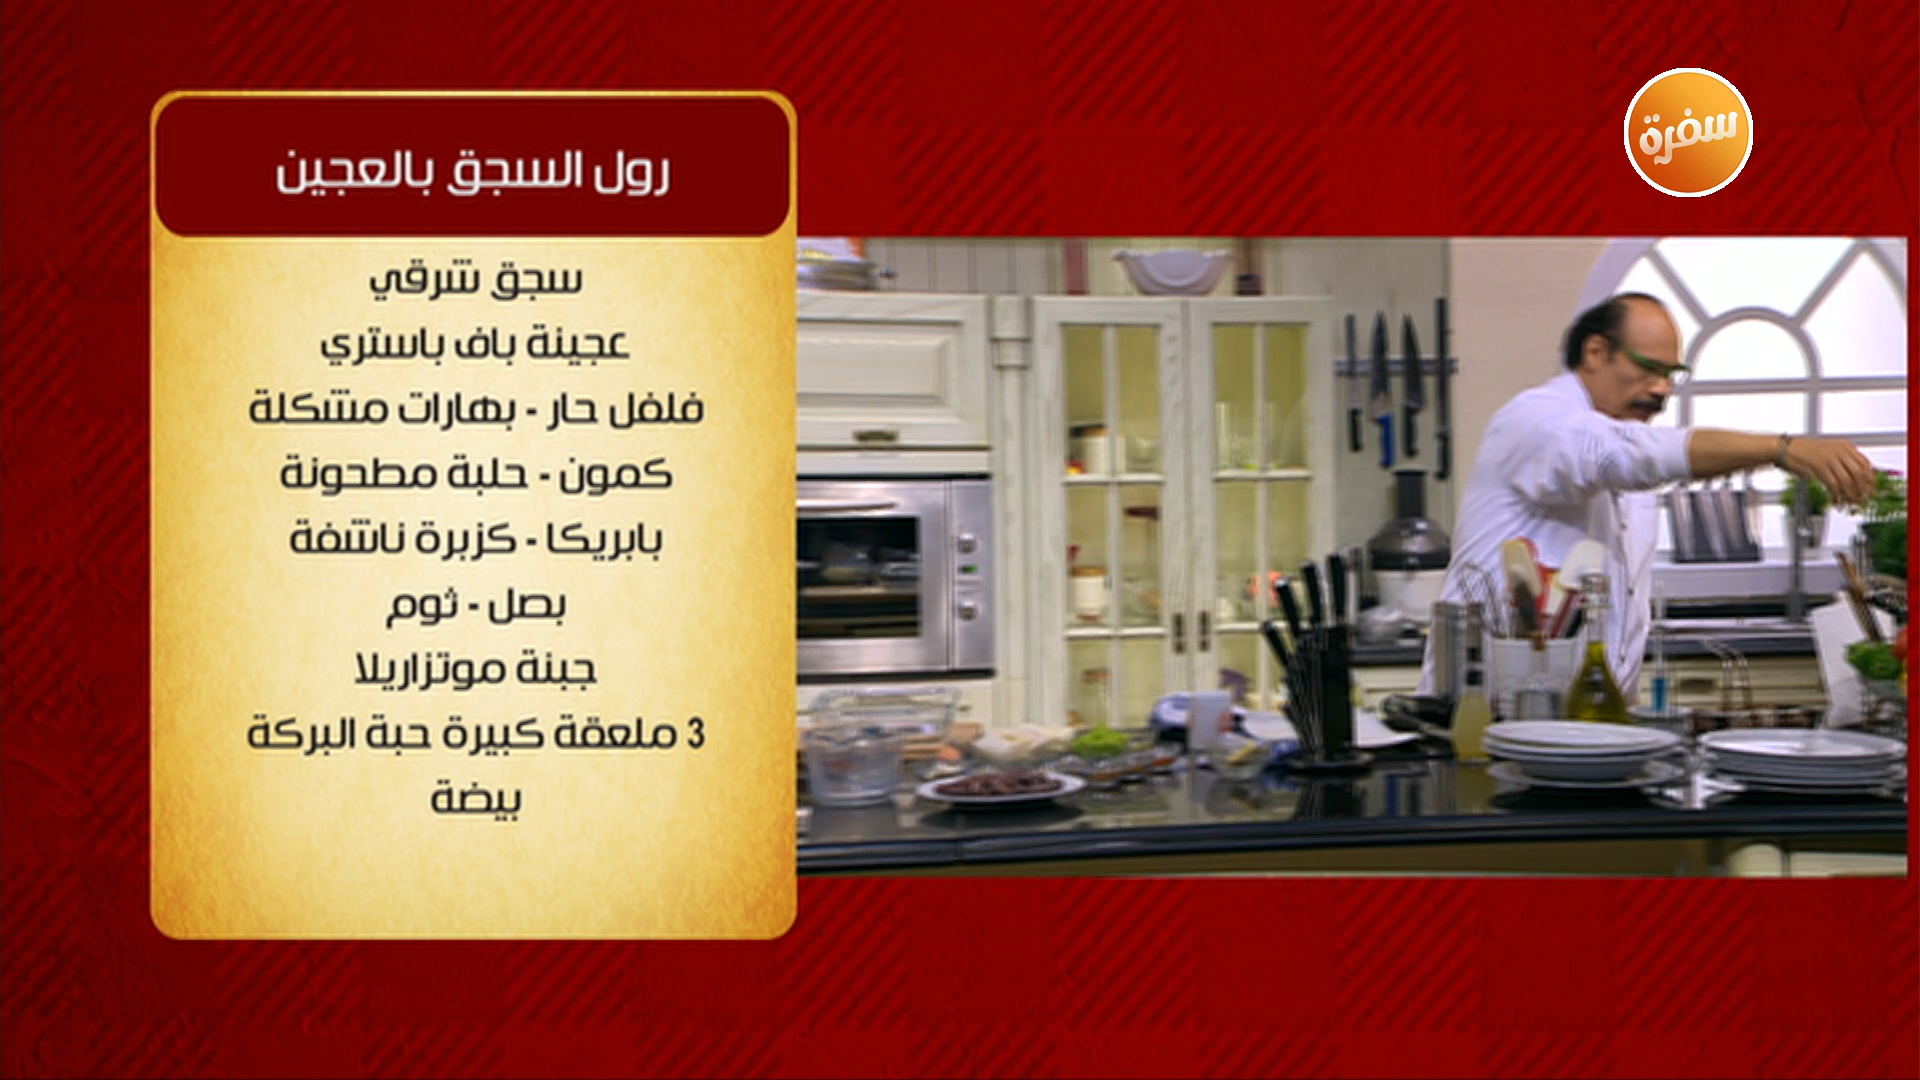 سفرة
رول السجق بالعجين
سجق شرقي
عجينة باف باستري
فلفل حار - بهارات مشكلة
كمون - حلبة مطحونة
بابريكا - كزبرة ناشفة
بصل - ثوم
جبنة موتزاريلا
3 ملعقة كبيرة حبة البركة
بيضة